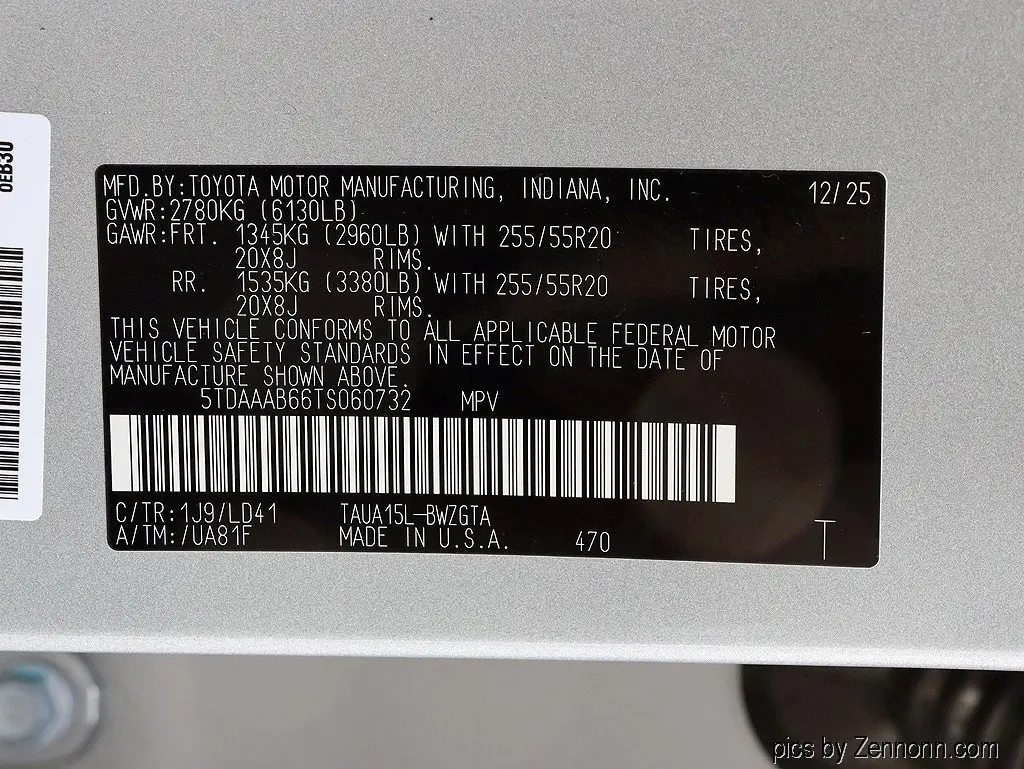 0EB30
MFD.BY:TOYOTA MOTOR MANUFACTURING, INDIANA, INC. 12/25
GVWR:2780KG (6130LB)
GAWR:FRT. 1345KG (2960LB) WITH 255/55R20 TIRES,
20X8J RIMS.
RR. 1535KG (3380LB) WITH 255/55R20 TIRES,
20X8J RIMS.
THIS VEHICLE CONFORMS TO ALL APPLICABLE FEDERAL MOTOR
VEHICLE SAFETY STANDARDS IN EFFECT ON THE DATE OF
MANUFACTURE SHOWN ABOVE.
5TDAAAB66TS060732 MPV
C/TR:1J9/LD41 TAUA15L-BWZGTA
A/TM:/UA81F MADE IN U.S.A. 470 T
pics by Zennonn.com